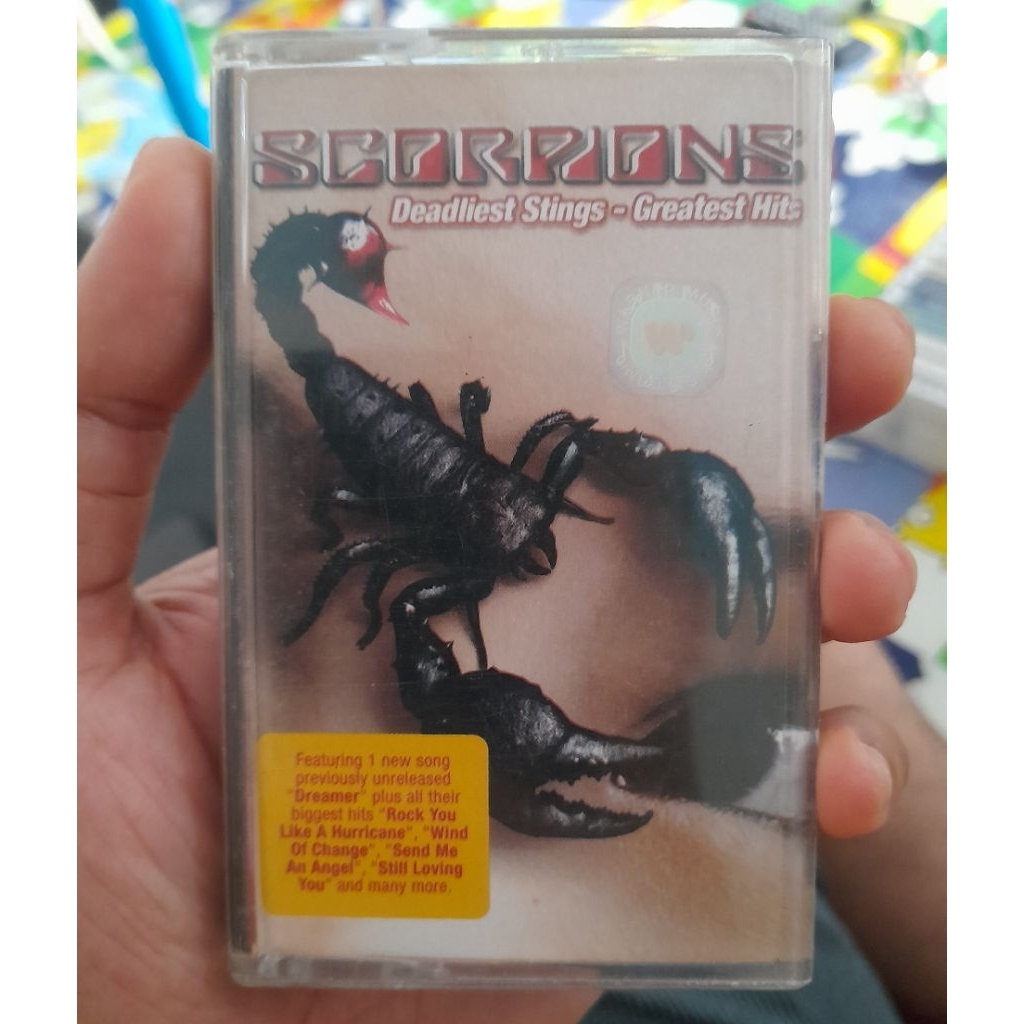 SCORPIONS
Deadliest Stings - Greatest Hits
Featuring 1 new song
previously unreleased
"Dreamer" plus all their
biggest hits "Rock You
Like A Hurricane", "Wind
Of Change", "Send Me
An Angel", "Still Loving
You" and many more.